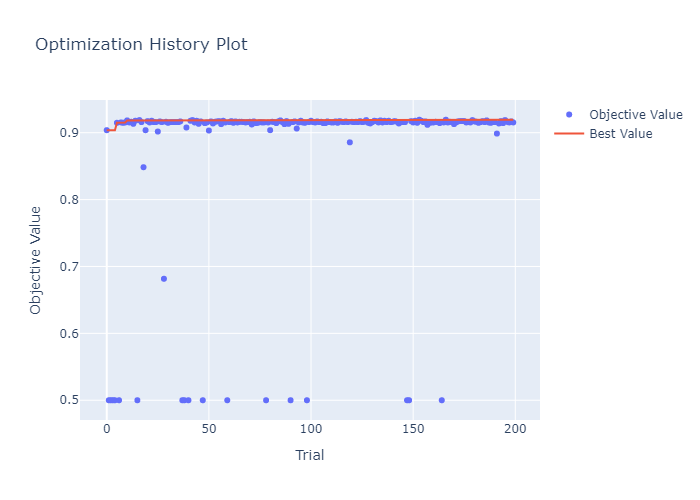 Optimization History Plot
Objective Value
Best Value
0.9
0.8
0.7
0.6
0.5
Objective Value
0
50
100
150
200
Trial